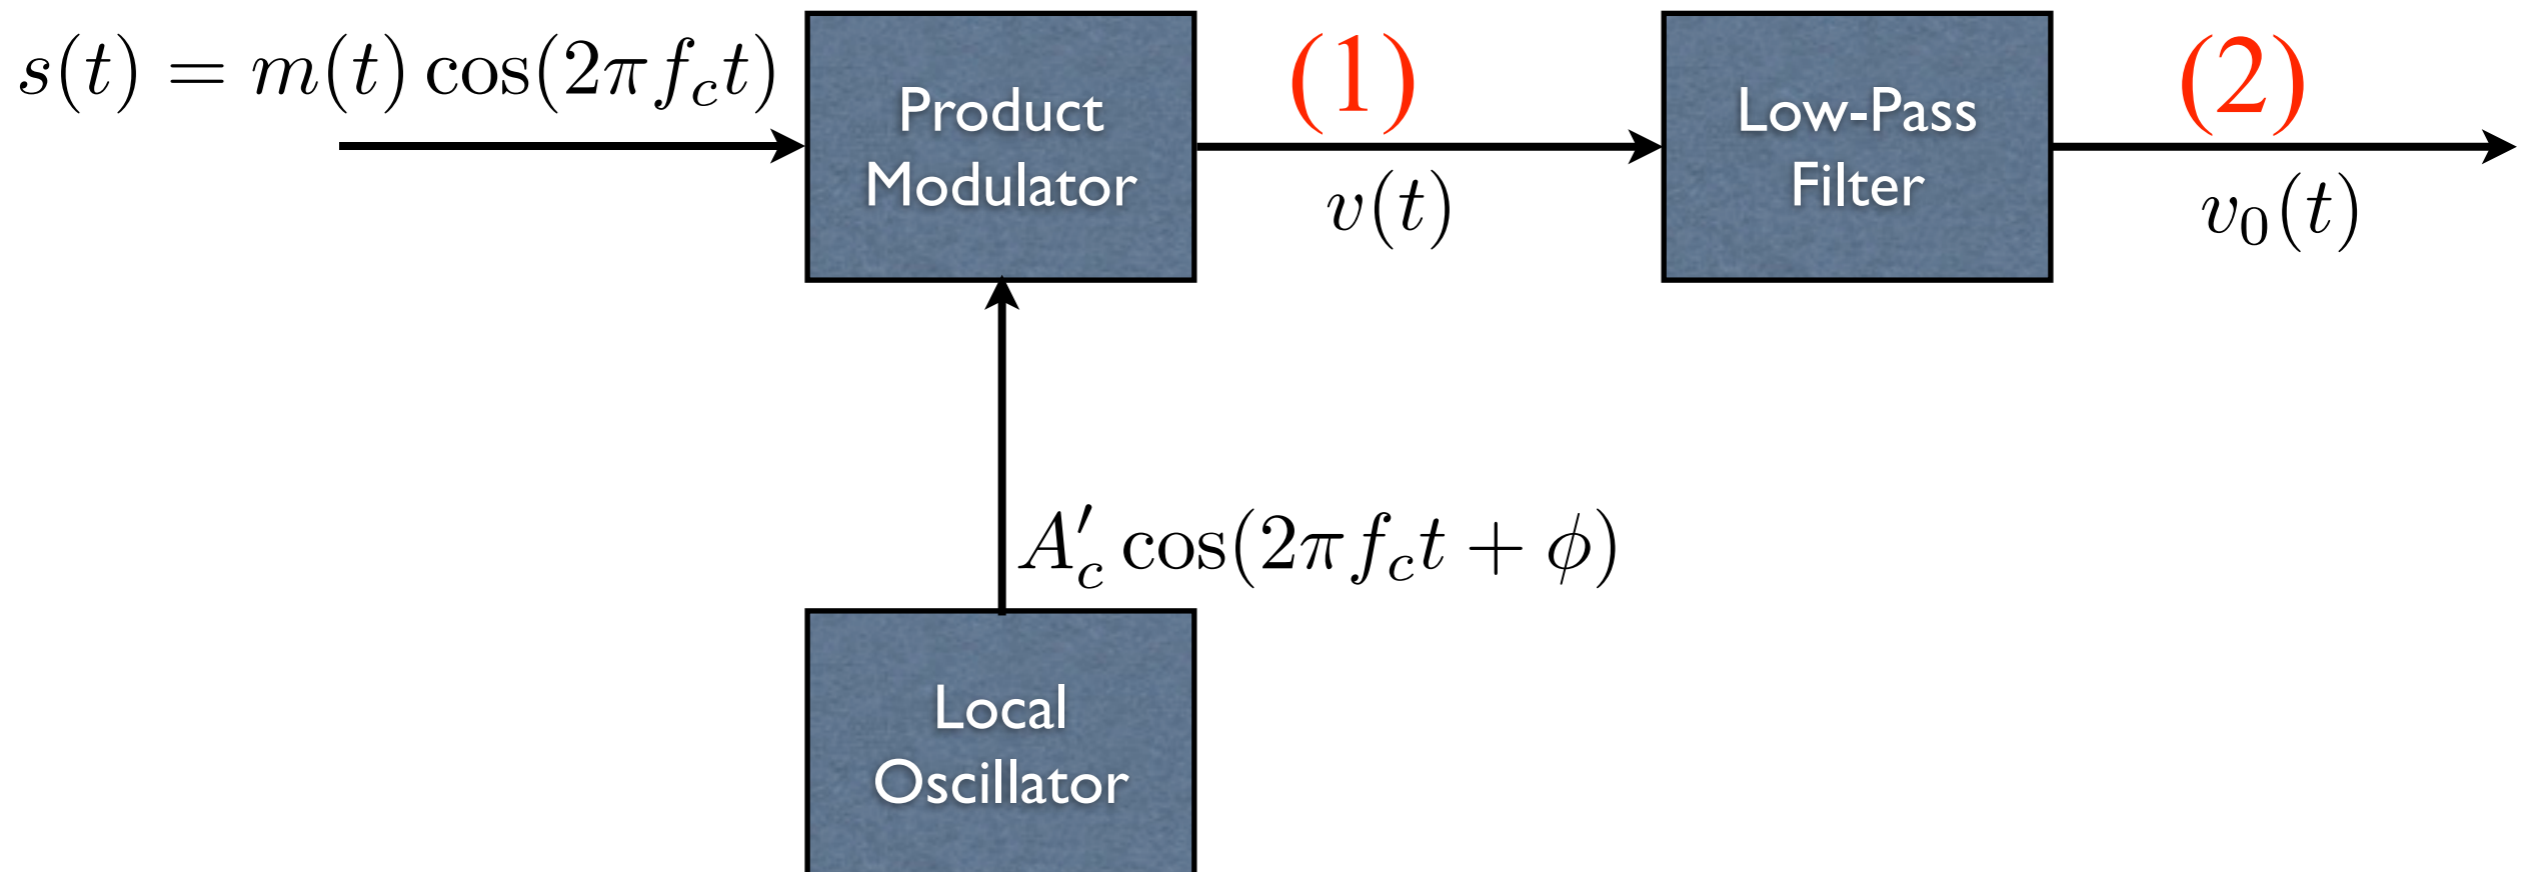 s(t) = m(t) cos(2πf_c t)
Product
Modulator
(1)
v(t)
Low-Pass
Filter
(2)
v_0(t)
A'_c cos(2πf_c t + ϕ)
Local
Oscillator